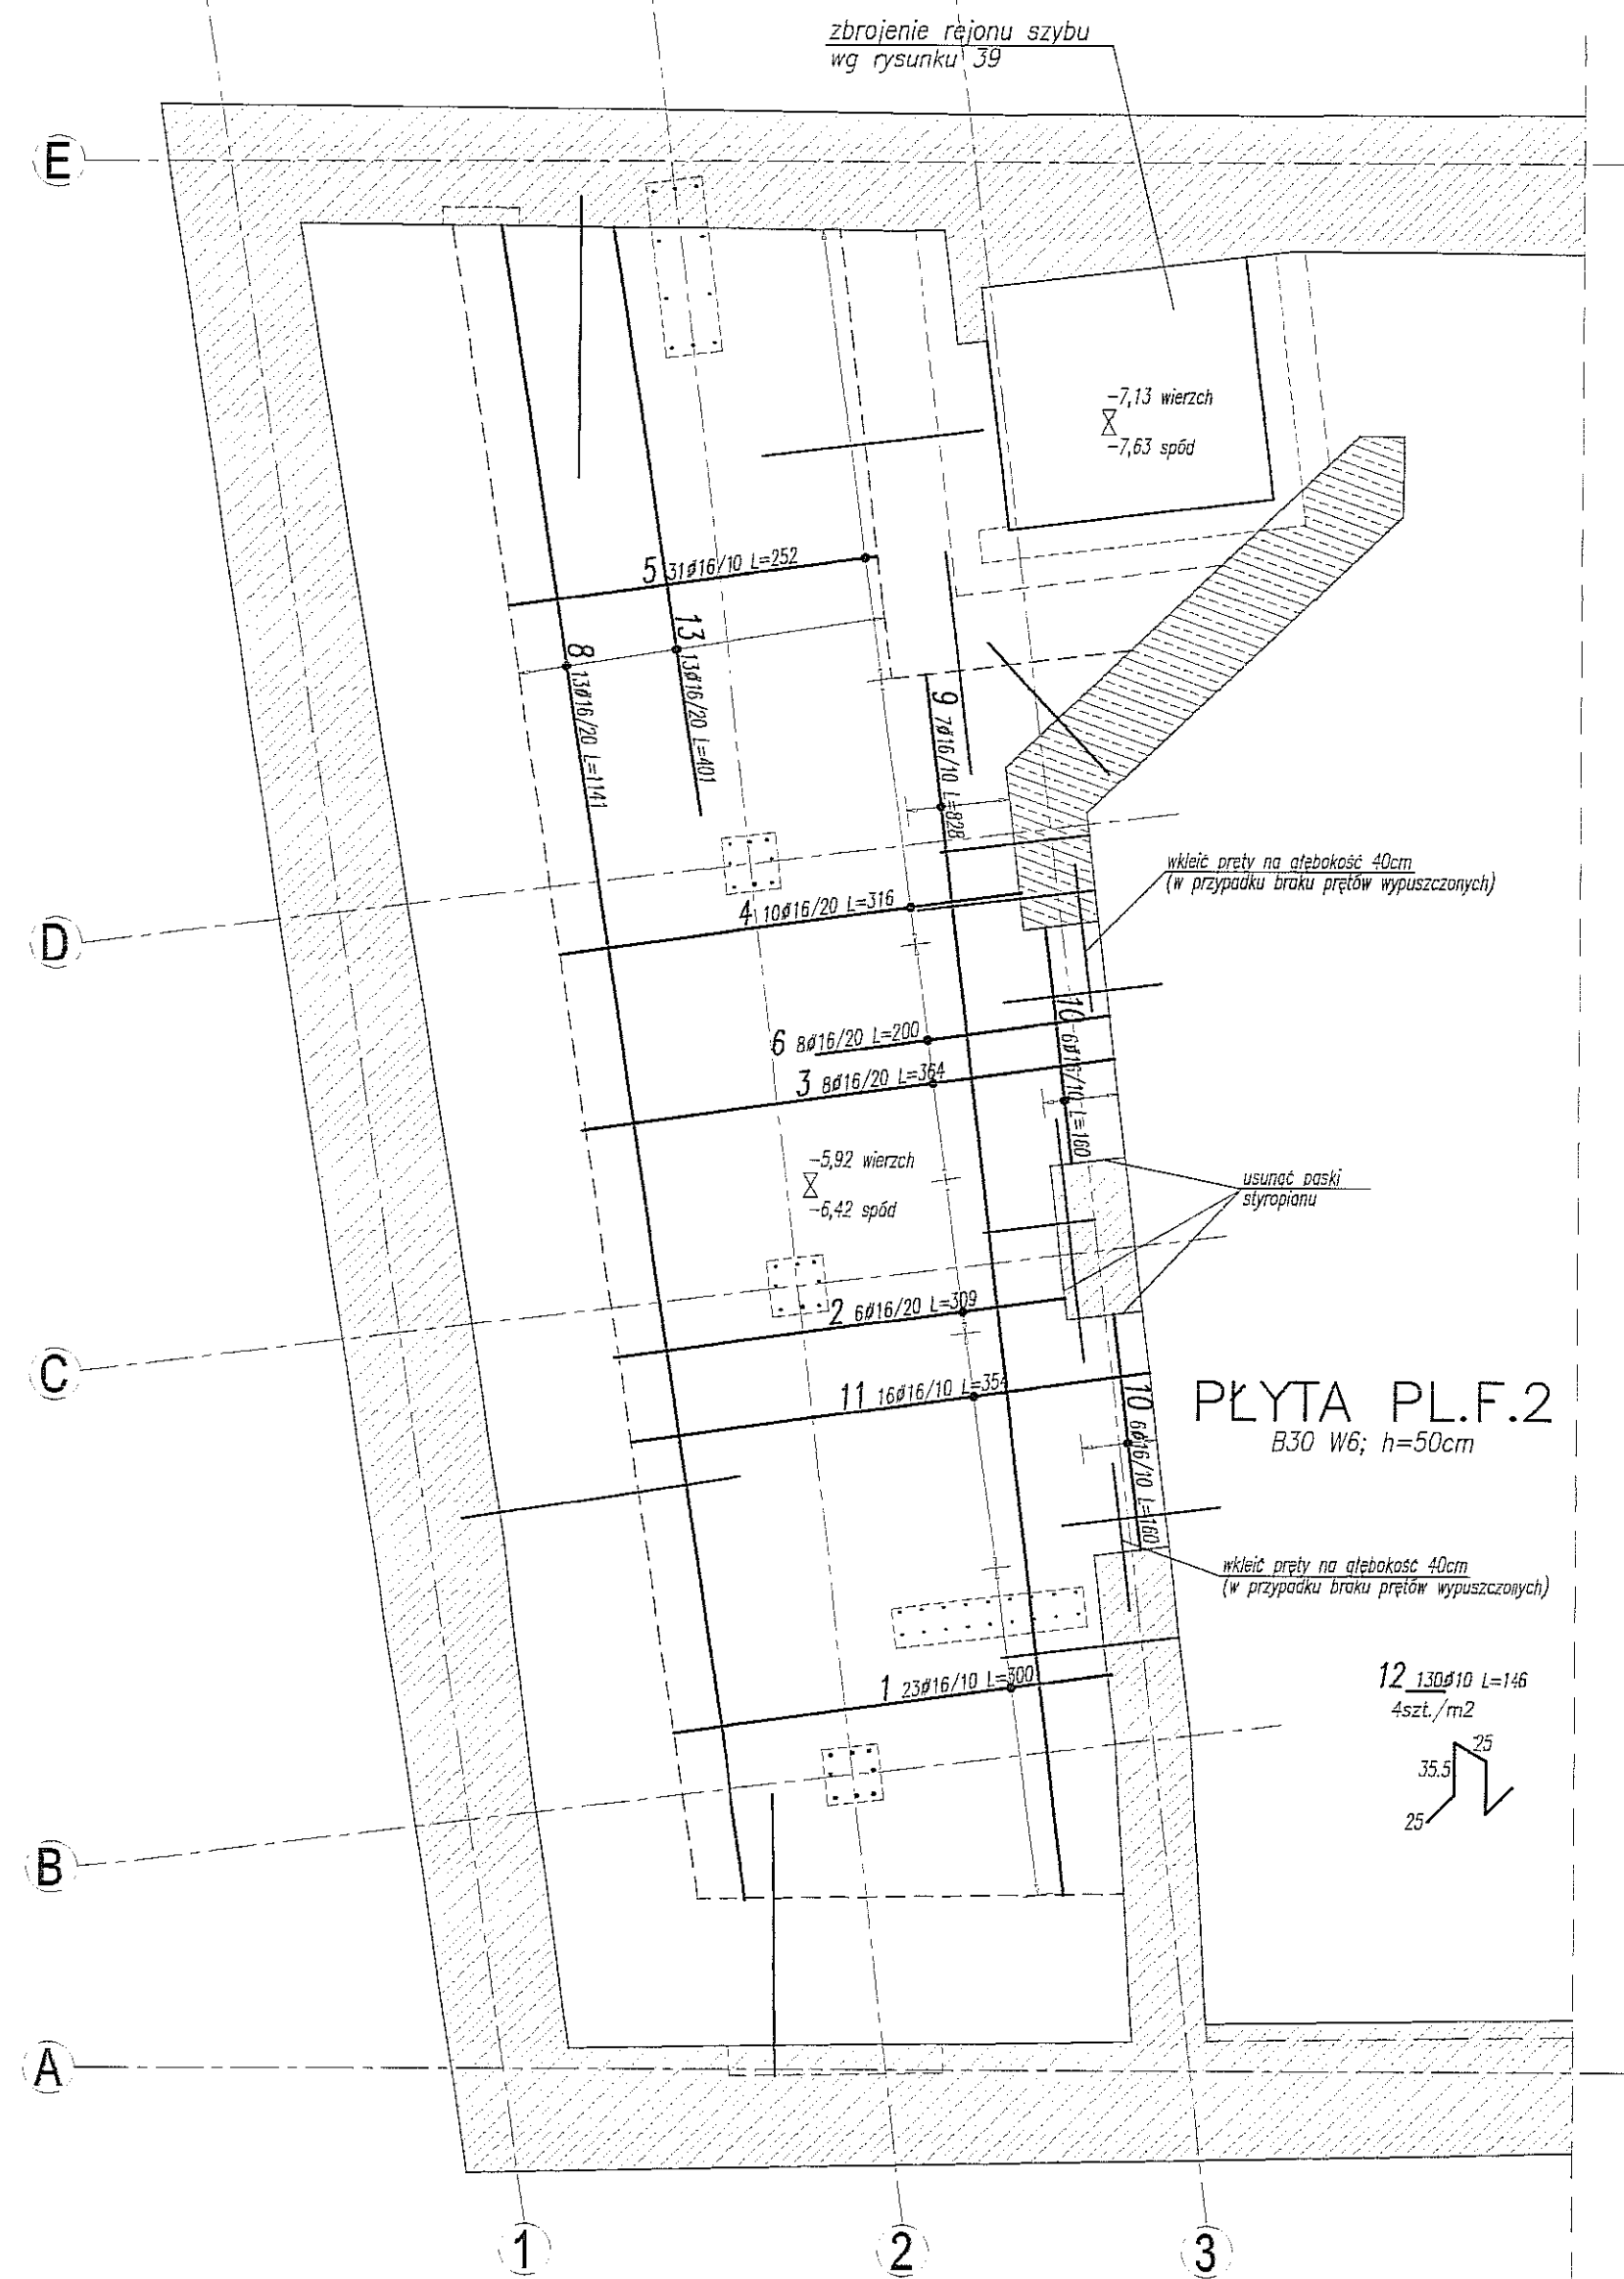 zbrojenie rejonu szybu
wg rysunku 39
E
-7,13 wierzch
-7,63 spód
5 31ø16/10 L=252
8 13ø16/20 L=1141
13 13ø16/20 L=401
9 7ø16/10 L=828
wkleić pręty na głębokość 40cm
(w przypadku braku prętów wypuszczonych)
4 10ø16/20 L=316
D
10 6ø16/10 L=160
6 8ø16/20 L=200
3 8ø16/20 L=364
-5,92 wierzch
-6,42 spód
usunąć paski
styropianu
2 6ø16/20 L=309
C
11 16ø16/10 L=354
10 6ø16/10 L=160
PŁYTA PL.F.2
B30 W6; h=50cm
wkleić pręty na głębokość 40cm
(w przypadku braku prętów wypuszczonych)
1 23ø16/10 L=300
12 130ø10 L=146
4szt./m2
25
35.5
25
B
A
1
2
3